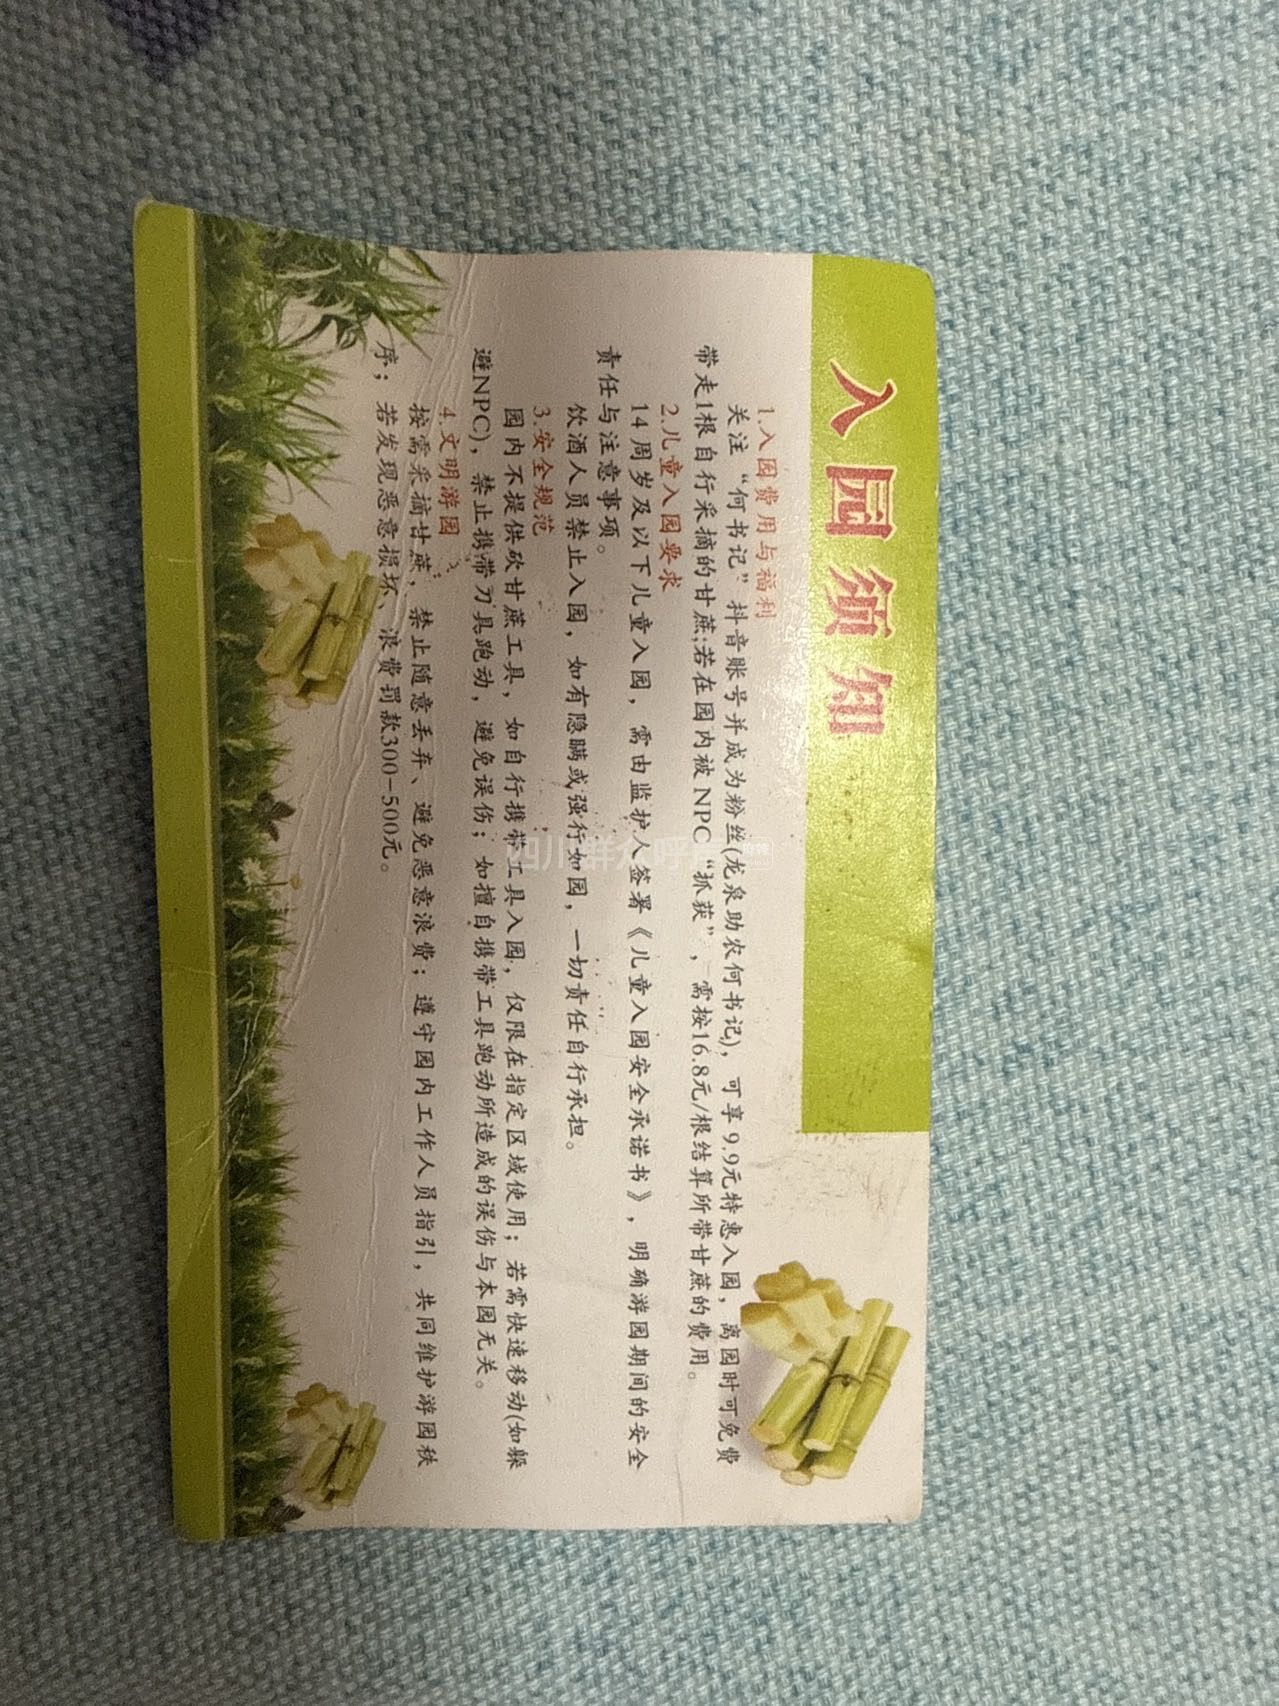 入园须知
1.入园费用与福利
关注“何书记”抖音账号并成为粉丝(龙泉助农何书记)，可享9.9元特惠入园，离园时可免费
带走1根自行采摘的甘蔗;若在园内被NPC“抓获”，需按16.8元/根结算所带甘蔗的费用。
2.儿童入园要求
14周岁及以下儿童入园，需由监护人签署《儿童入园安全承诺书》，明确游园期间的安全
责任与注意事项。
饮酒人员禁止入园，如有隐瞒或强行如园，一切责任自行承担。
3.安全规范
园内不提供砍甘蔗工具，如自行携带工具入园，仅限在指定区域使用；若需快速移动(如躲
避NPC)，禁止携带刀具跑动，避免误伤；如擅自携带工具跑动所造成的误伤与本园无关。
4.文明游园
按需采摘甘蔗，禁止随意丢弃、避免恶意浪费；遵守园内工作人员指引，共同维护游园秩
序；若发现恶意损坏、浪费罚款300-500元。
四川群众呼声